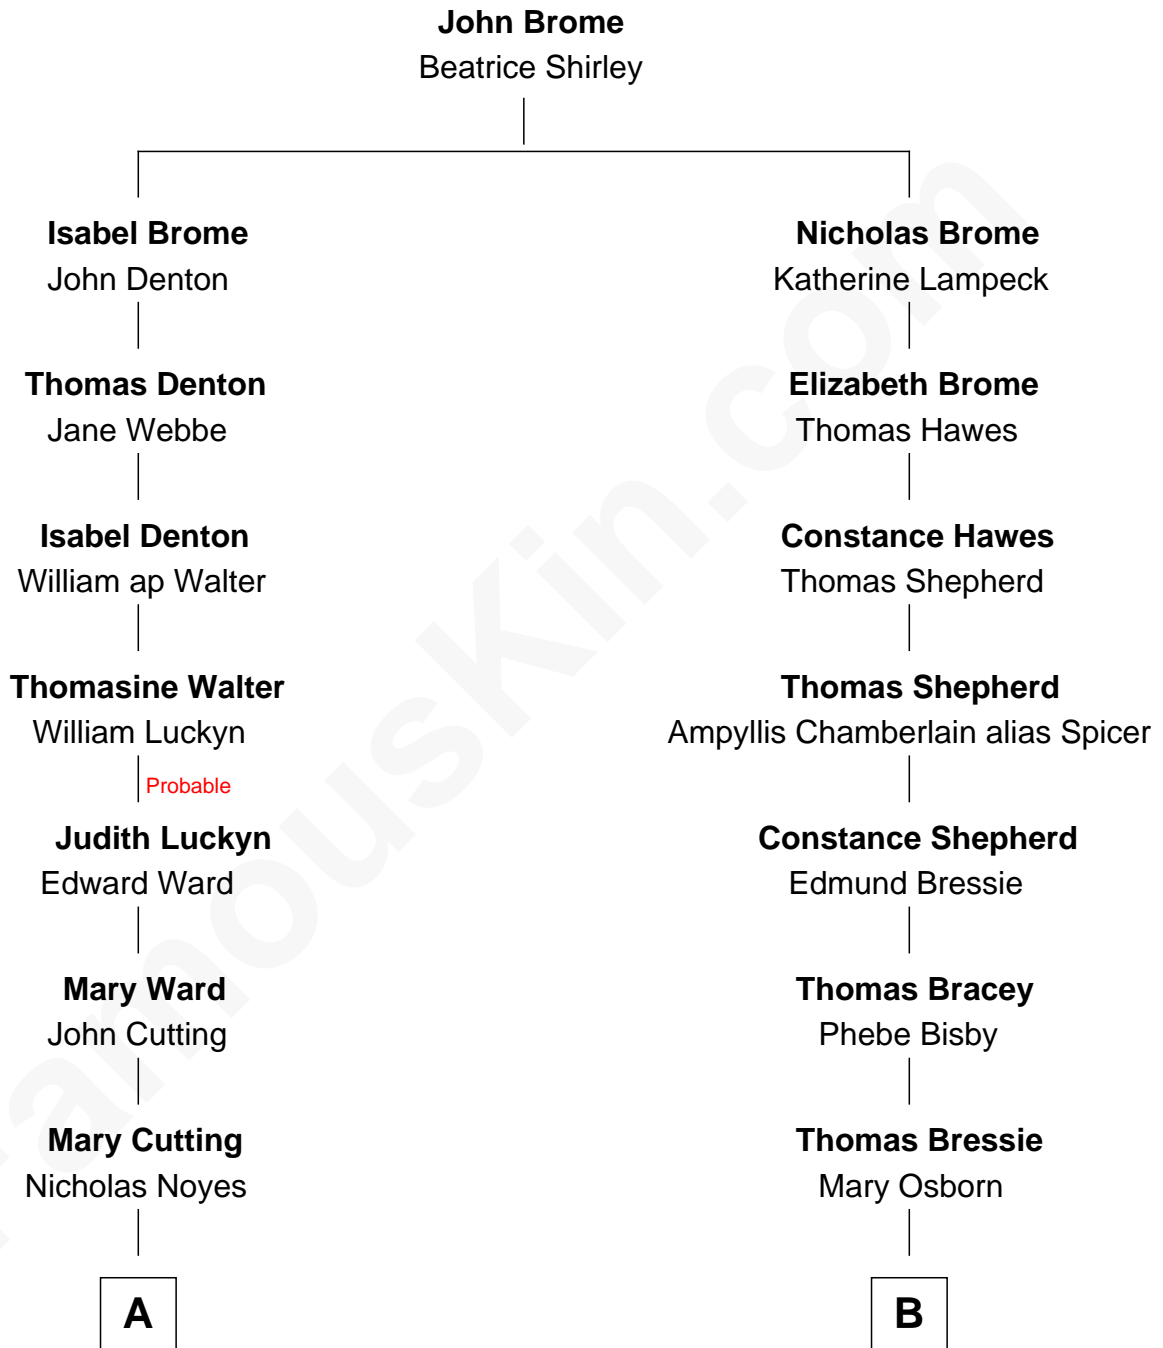 John Brome
Beatrice Shirley
Isabel Brome
John Denton
Thomas Denton
Jane Webbe
Isabel Denton
William ap Walter
Thomasine Walter
William Luckyn
Probable
Judith Luckyn
Edward Ward
Mary Ward
John Cutting
Mary Cutting
Nicholas Noyes
A
Nicholas Brome
Katherine Lampeck
Elizabeth Brome
Thomas Hawes
Constance Hawes
Thomas Shepherd
Thomas Shepherd
Ampyllis Chamberlain alias Spicer
Constance Shepherd
Edmund Bressie
Thomas Bracey
Phebe Bisby
Thomas Bressie
Mary Osborn
B
FamousKin.com